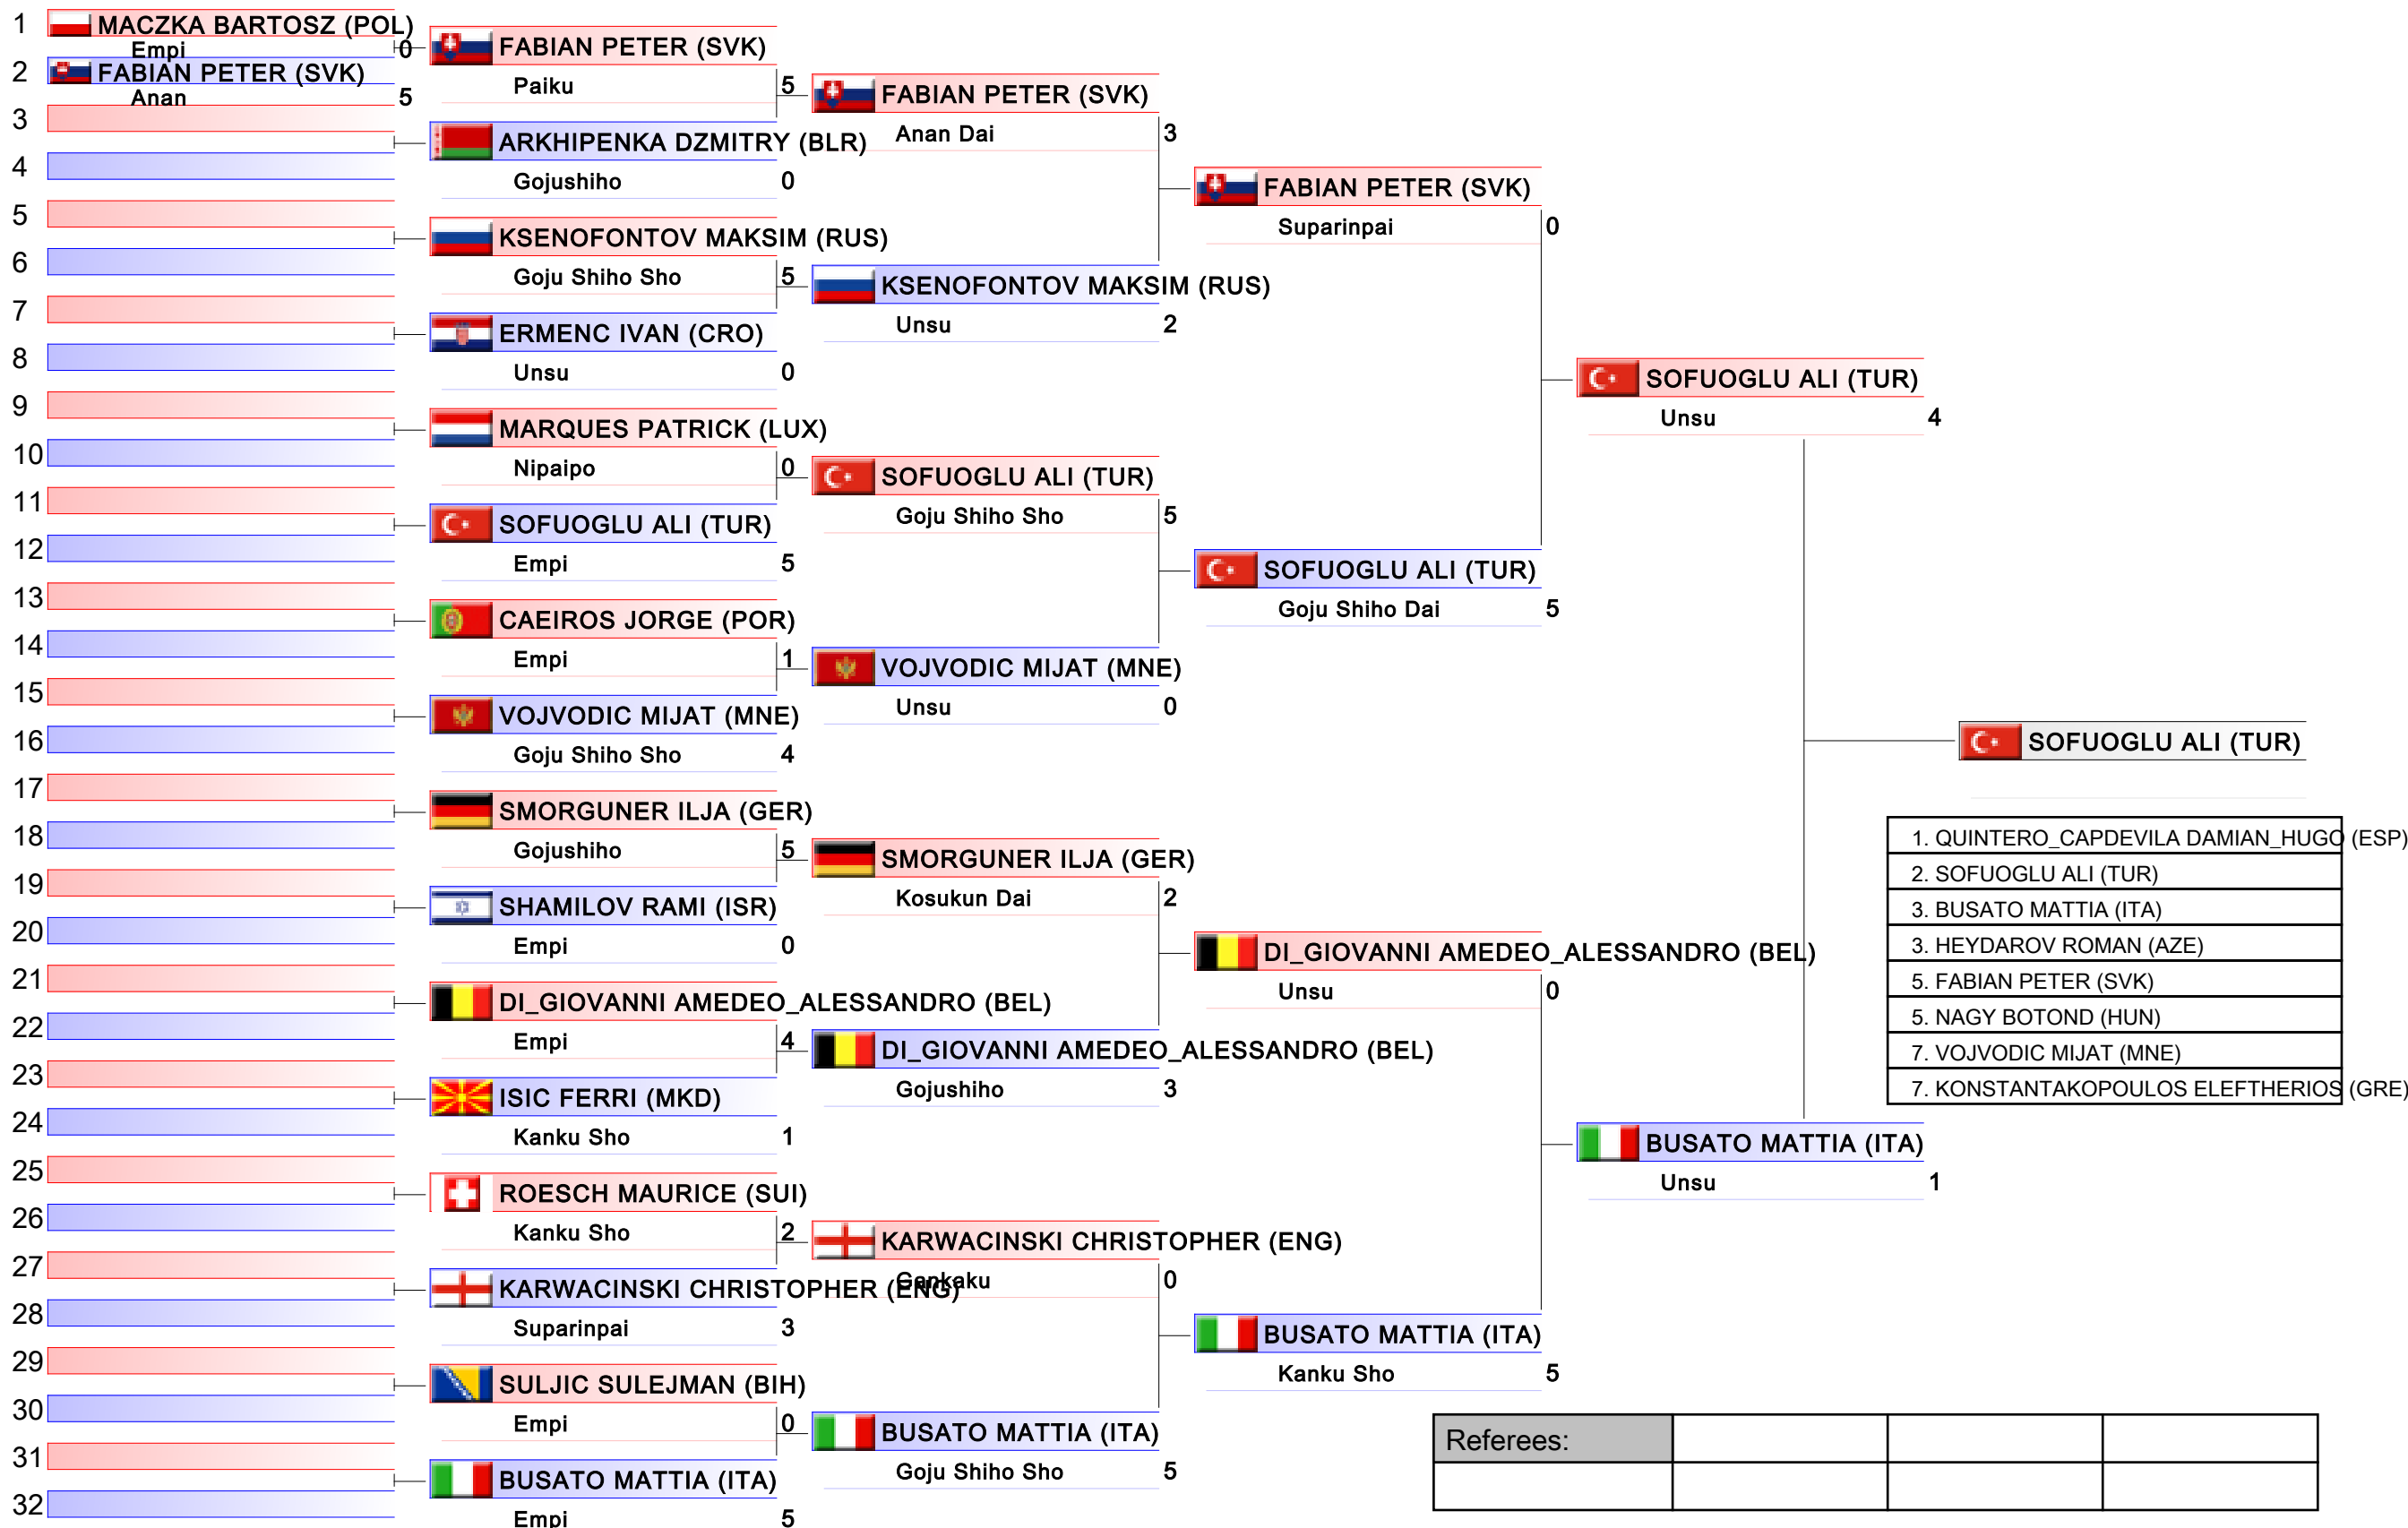 1 MACZKA BARTOSZ (POL)
Empi 0
2 FABIAN PETER (SVK)
Anan 5
3
4
5
6
7
8
9
10
11
12
13
14
15
16
17
18
19
20
21
22
23
24
25
26
27
28
29
30
31
32
FABIAN PETER (SVK)
Paiku 5
ARKHIPENKA DZMITRY (BLR)
Gojushiho 0
KSENOFONTOV MAKSIM (RUS)
Goju Shiho Sho 5
ERMENC IVAN (CRO)
Unsu 0
MARQUES PATRICK (LUX)
Nipaipo 0
SOFUOGLU ALI (TUR)
Empi 5
CAEIROS JORGE (POR)
Empi 1
VOJVODIC MIJAT (MNE)
Goju Shiho Sho 4
SMORGUNER ILJA (GER)
Gojushiho 5
SHAMILOV RAMI (ISR)
Empi 0
DI_GIOVANNI AMEDEO_ALESSANDRO (BEL)
Empi 4
ISIC FERRI (MKD)
Kanku Sho 1
ROESCH MAURICE (SUI)
Kanku Sho 2
KARWACINSKI CHRISTOPHER (ENG)
Suparinpai 3
SULJIC SULEJMAN (BIH)
Empi 0
BUSATO MATTIA (ITA)
Empi 5
FABIAN PETER (SVK)
Anan Dai 3
KSENOFONTOV MAKSIM (RUS)
Unsu 2
SOFUOGLU ALI (TUR)
Goju Shiho Sho 5
VOJVODIC MIJAT (MNE)
Unsu 0
SMORGUNER ILJA (GER)
Kosukun Dai 2
DI_GIOVANNI AMEDEO_ALESSANDRO (BEL)
Gojushiho 3
KARWACINSKI CHRISTOPHER (ENG)
Gankaku 0
BUSATO MATTIA (ITA)
Goju Shiho Sho 5
FABIAN PETER (SVK)
Suparinpai 0
SOFUOGLU ALI (TUR)
Goju Shiho Dai 5
DI_GIOVANNI AMEDEO_ALESSANDRO (BEL)
Unsu 0
BUSATO MATTIA (ITA)
Kanku Sho 5
SOFUOGLU ALI (TUR)
Unsu 4
BUSATO MATTIA (ITA)
Unsu 1
SOFUOGLU ALI (TUR)
1. QUINTERO_CAPDEVILA DAMIAN_HUGO (ESP)
2. SOFUOGLU ALI (TUR)
3. BUSATO MATTIA (ITA)
3. HEYDAROV ROMAN (AZE)
5. FABIAN PETER (SVK)
5. NAGY BOTOND (HUN)
7. VOJVODIC MIJAT (MNE)
7. KONSTANTAKOPOULOS ELEFTHERIOS (GRE)
Referees: